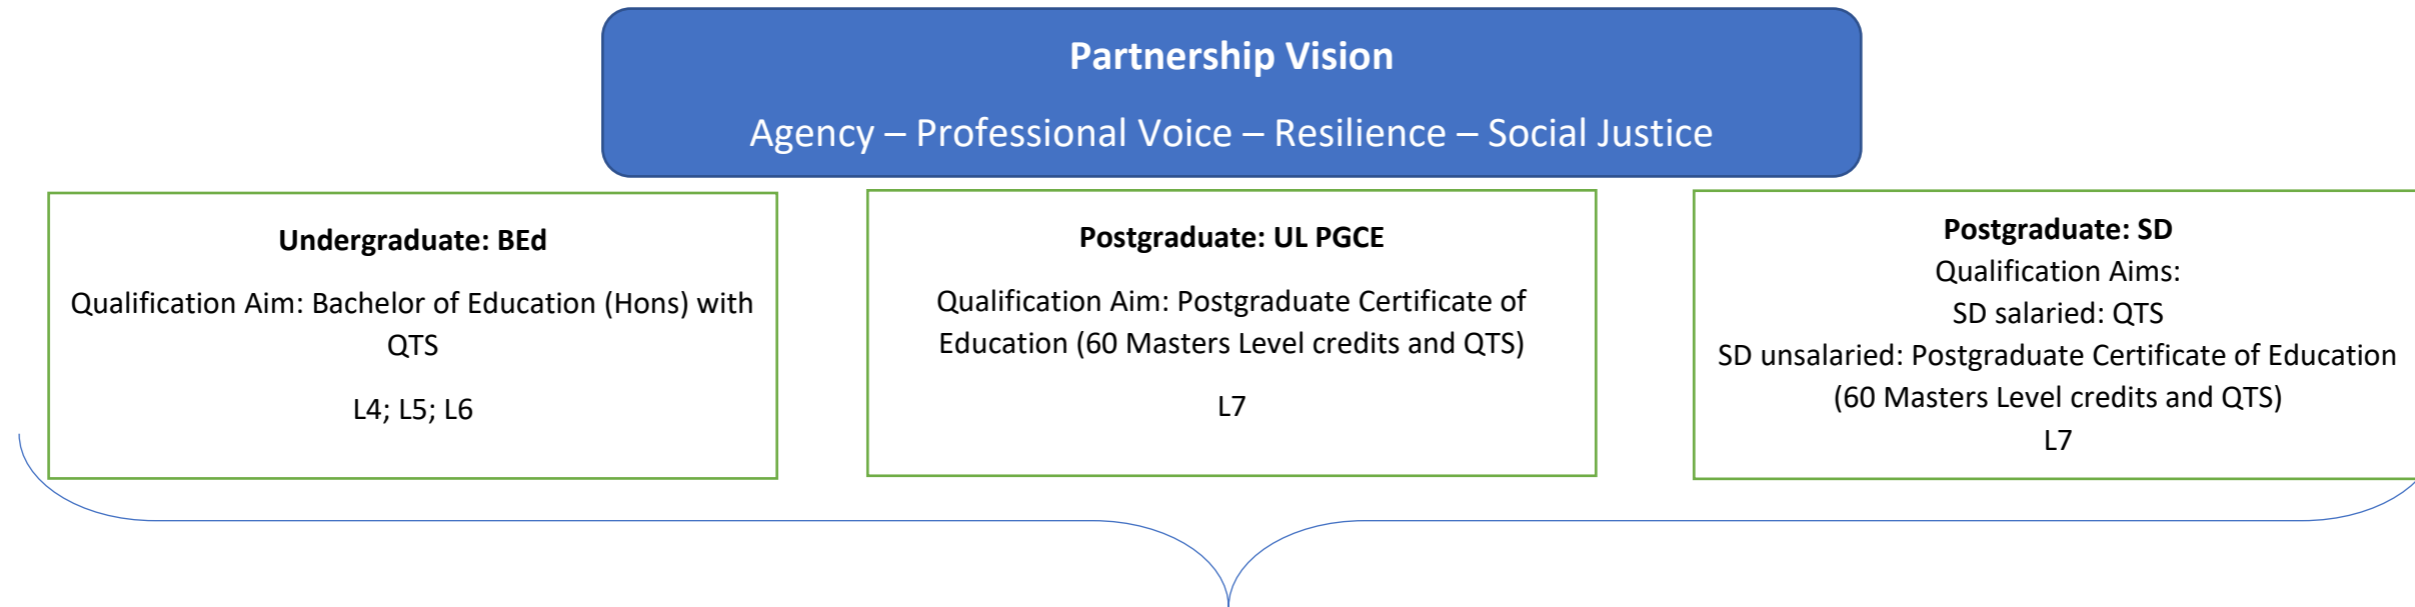 Partnership Vision
Agency – Professional Voice – Resilience – Social Justice
Undergraduate: BEd
Qualification Aim: Bachelor of Education (Hons) with
QTS
L4; L5; L6
Postgraduate: UL PGCE
Qualification Aim: Postgraduate Certificate of
Education (60 Masters Level credits and QTS)
L7
Postgraduate: SD
Qualification Aims:
SD salaried: QTS
SD unsalaried: Postgraduate Certificate of Education
(60 Masters Level credits and QTS)
L7